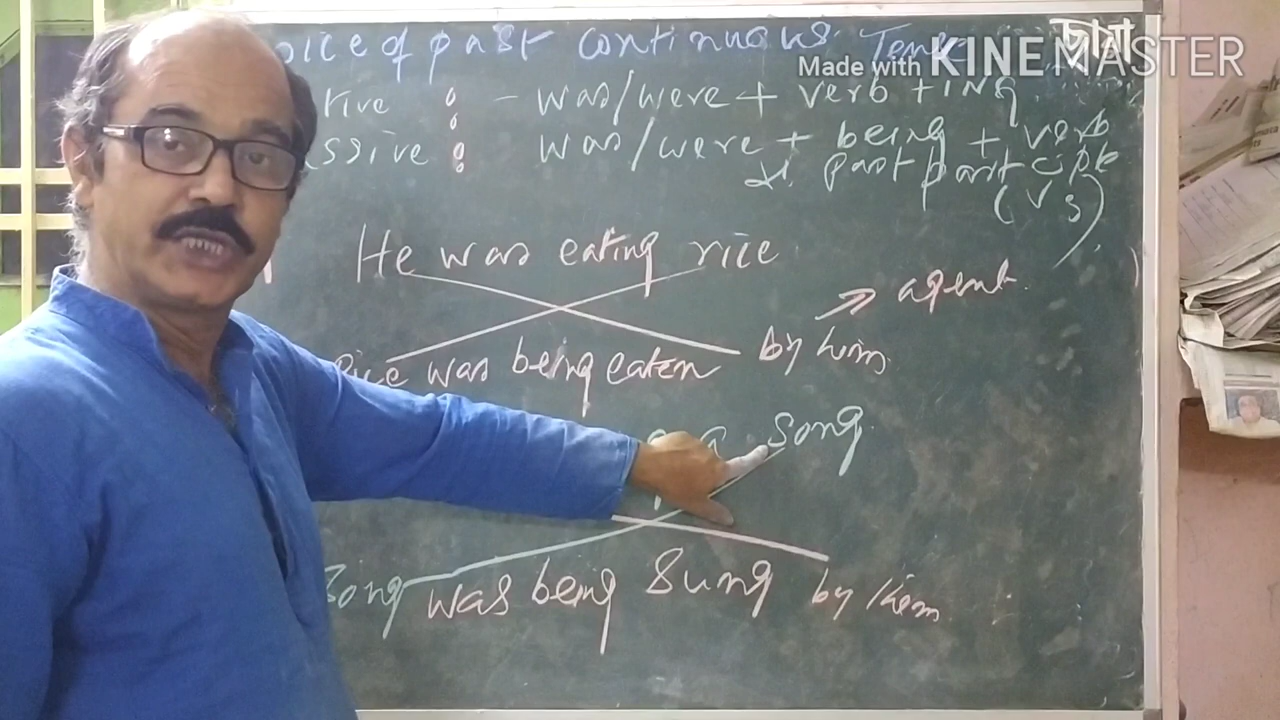 oice of past continuous Tense
Made with KINEMASTER
tive : - was/were + verb + ing
ssive : was/were + being + verb
past participle
(V3)
He was eating rice
agent
Rice was being eaten by him
a song
Song was being sung by them